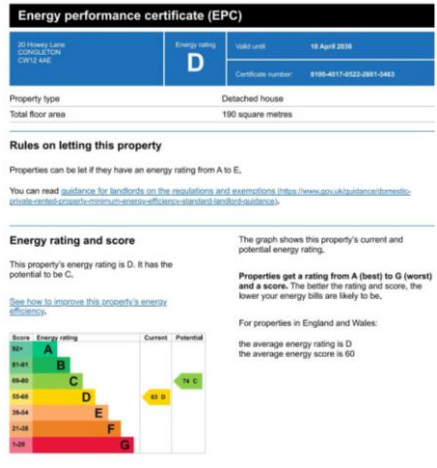 Energy performance certificate (EPC)
20 Howey Lane
CONGLETON
CW12 4AE
Energy rating
D
Valid until: 10 April 2036
Certificate number: 8100-4017-0522-2601-3463
Property type Detached house
Total floor area 190 square metres
Rules on letting this property
Properties can be let if they have an energy rating from A to E.
You can read guidance for landlords on the regulations and exemptions (https://www.gov.uk/guidance/domestic-
private-rented-property-minimum-energy-efficiency-standard-landlord-guidance).
Energy rating and score
This property's energy rating is D. It has the
potential to be C.
See how to improve this property's energy
efficiency.
Score Energy rating Current Potential
92+ A
81-91 B
69-80 C 74 C
55-68 D 63 D
39-54 E
21-38 F
1-20 G
The graph shows this property's current and
potential energy rating.
Properties get a rating from A (best) to G (worst)
and a score. The better the rating and score, the
lower your energy bills are likely to be.
For properties in England and Wales:
the average energy rating is D
the average energy score is 60